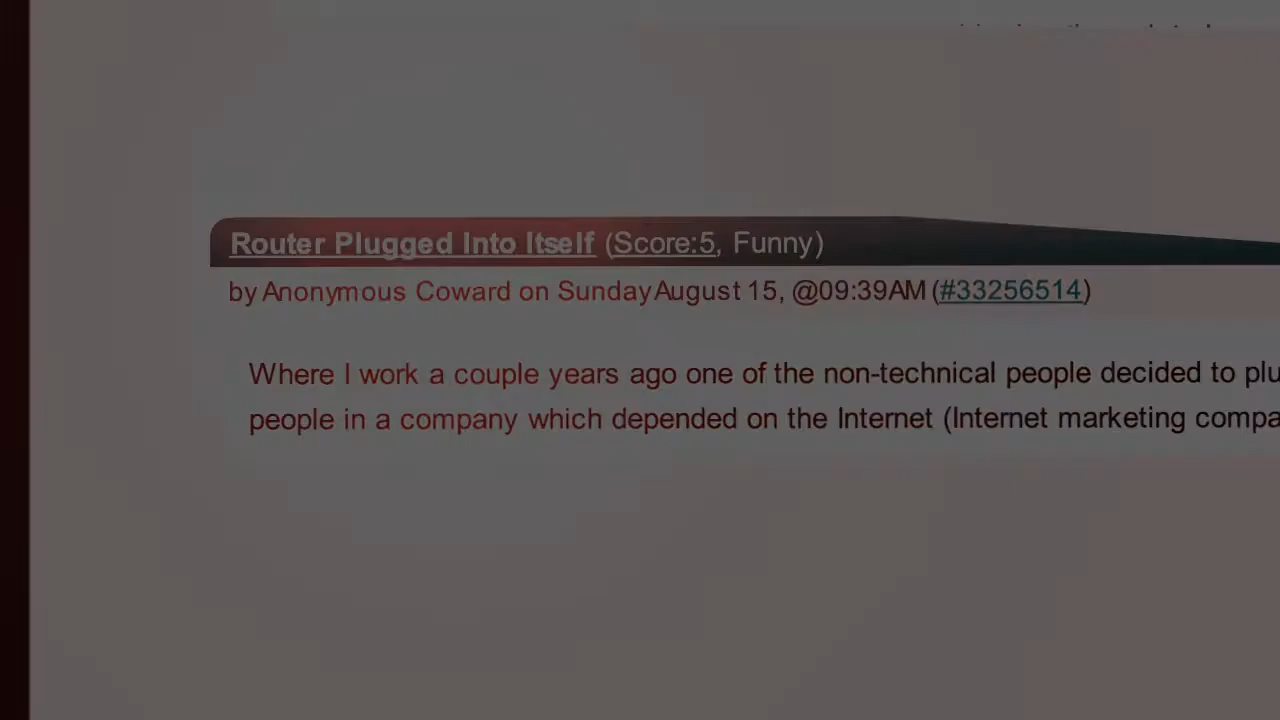 Router Plugged Into Itself (Score:5, Funny)
by Anonymous Coward on Sunday August 15, @09:39AM (#33256514)
Where I work a couple years ago one of the non-technical people decided to
people in a company which depended on the Internet (Internet marketing